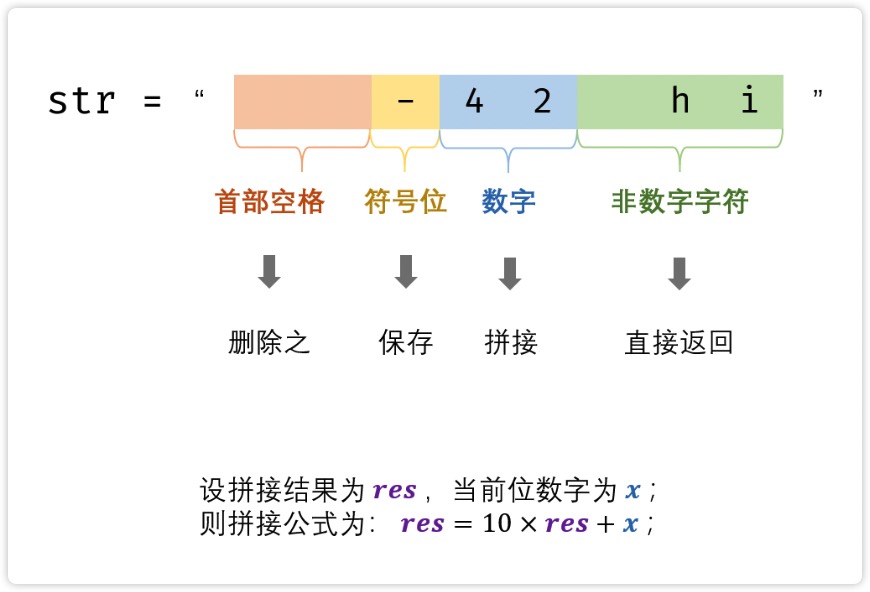 str = “ - 4 2 h i ”
首部空格 符号位 数字 非数字字符
删除之 保存 拼接 直接返回
设拼接结果为 res ，当前位数字为 x ；
则拼接公式为： res = 10 × res + x ；